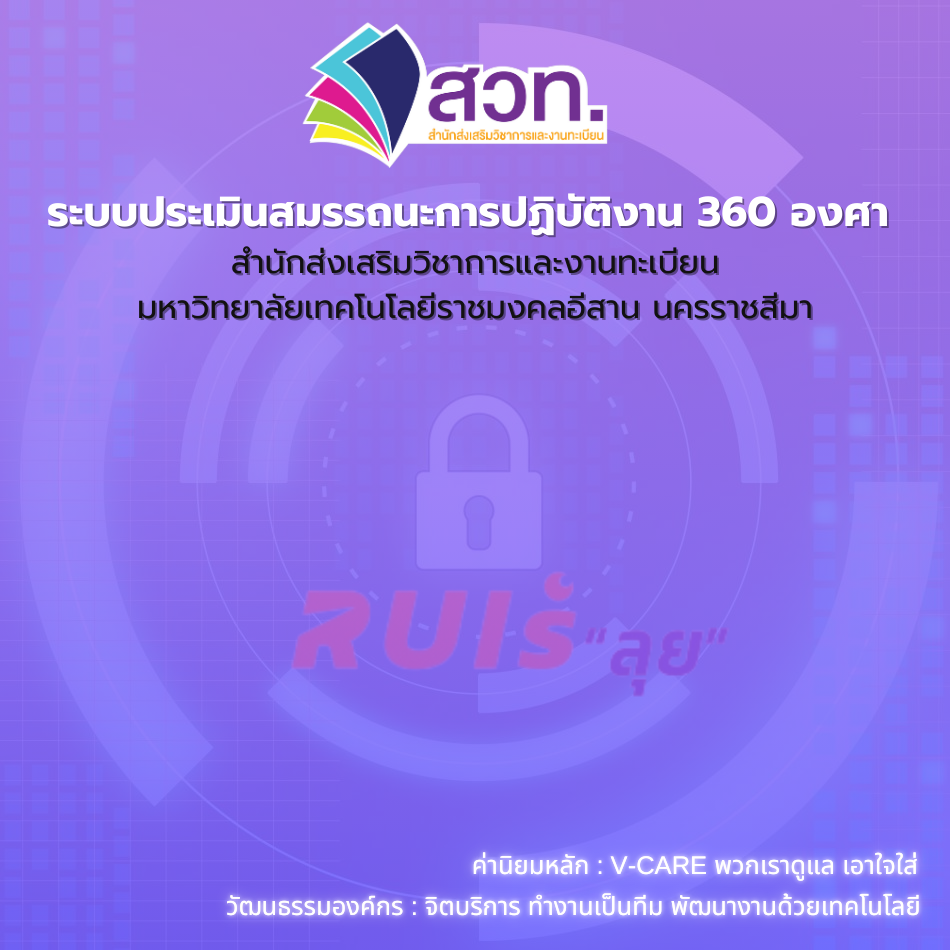 สวท.
สำนักส่งเสริมวิชาการและงานทะเบียน
ระบบประเมินสมรรถนะการปฏิบัติงาน 360 องศา
สำนักส่งเสริมวิชาการและงานทะเบียน
มหาวิทยาลัยเทคโนโลยีราชมงคลอีสาน นครราชสีมา
RUIร์ "ลุย"
ค่านิยมหลัก : V-CARE พวกเราดูแล เอาใจใส่
วัฒนธรรมองค์กร : จิตบริการ ทำงานเป็นทีม พัฒนางานด้วยเทคโนโลยี